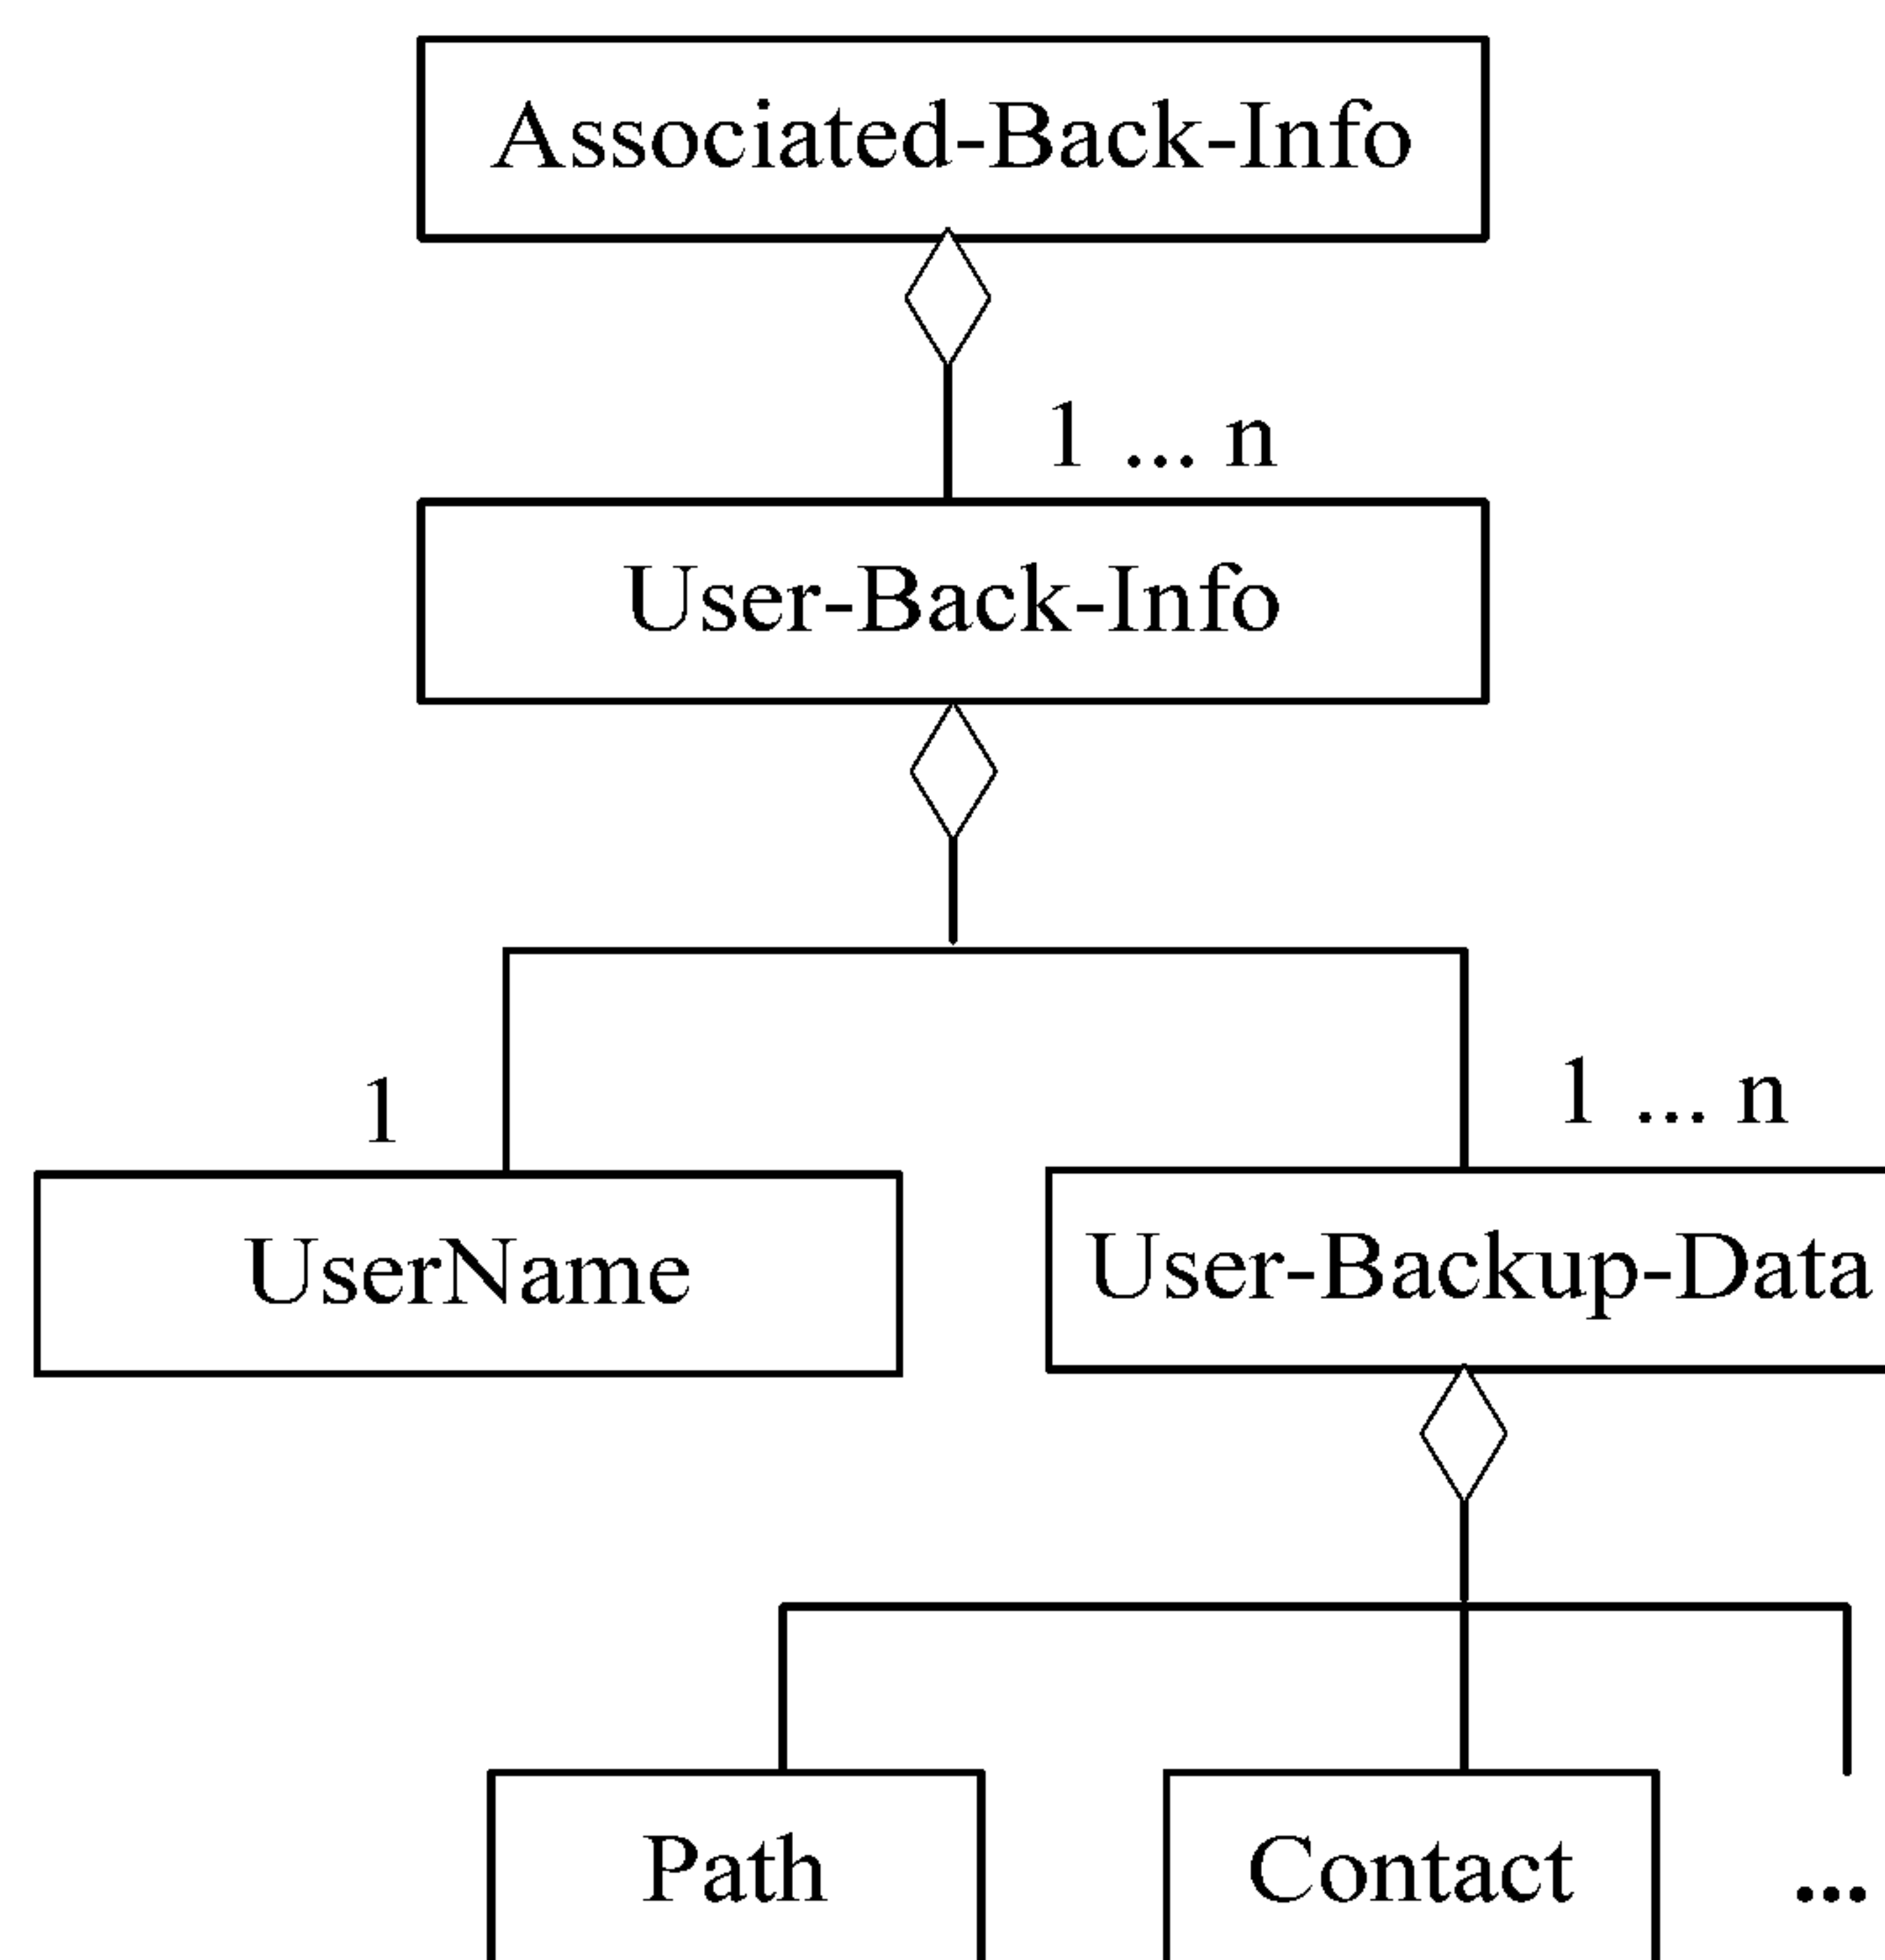 Associated-Back-Info
1 ... n
User-Back-Info
1
1 ... n
UserName
User-Backup-Data
Path
Contact
...